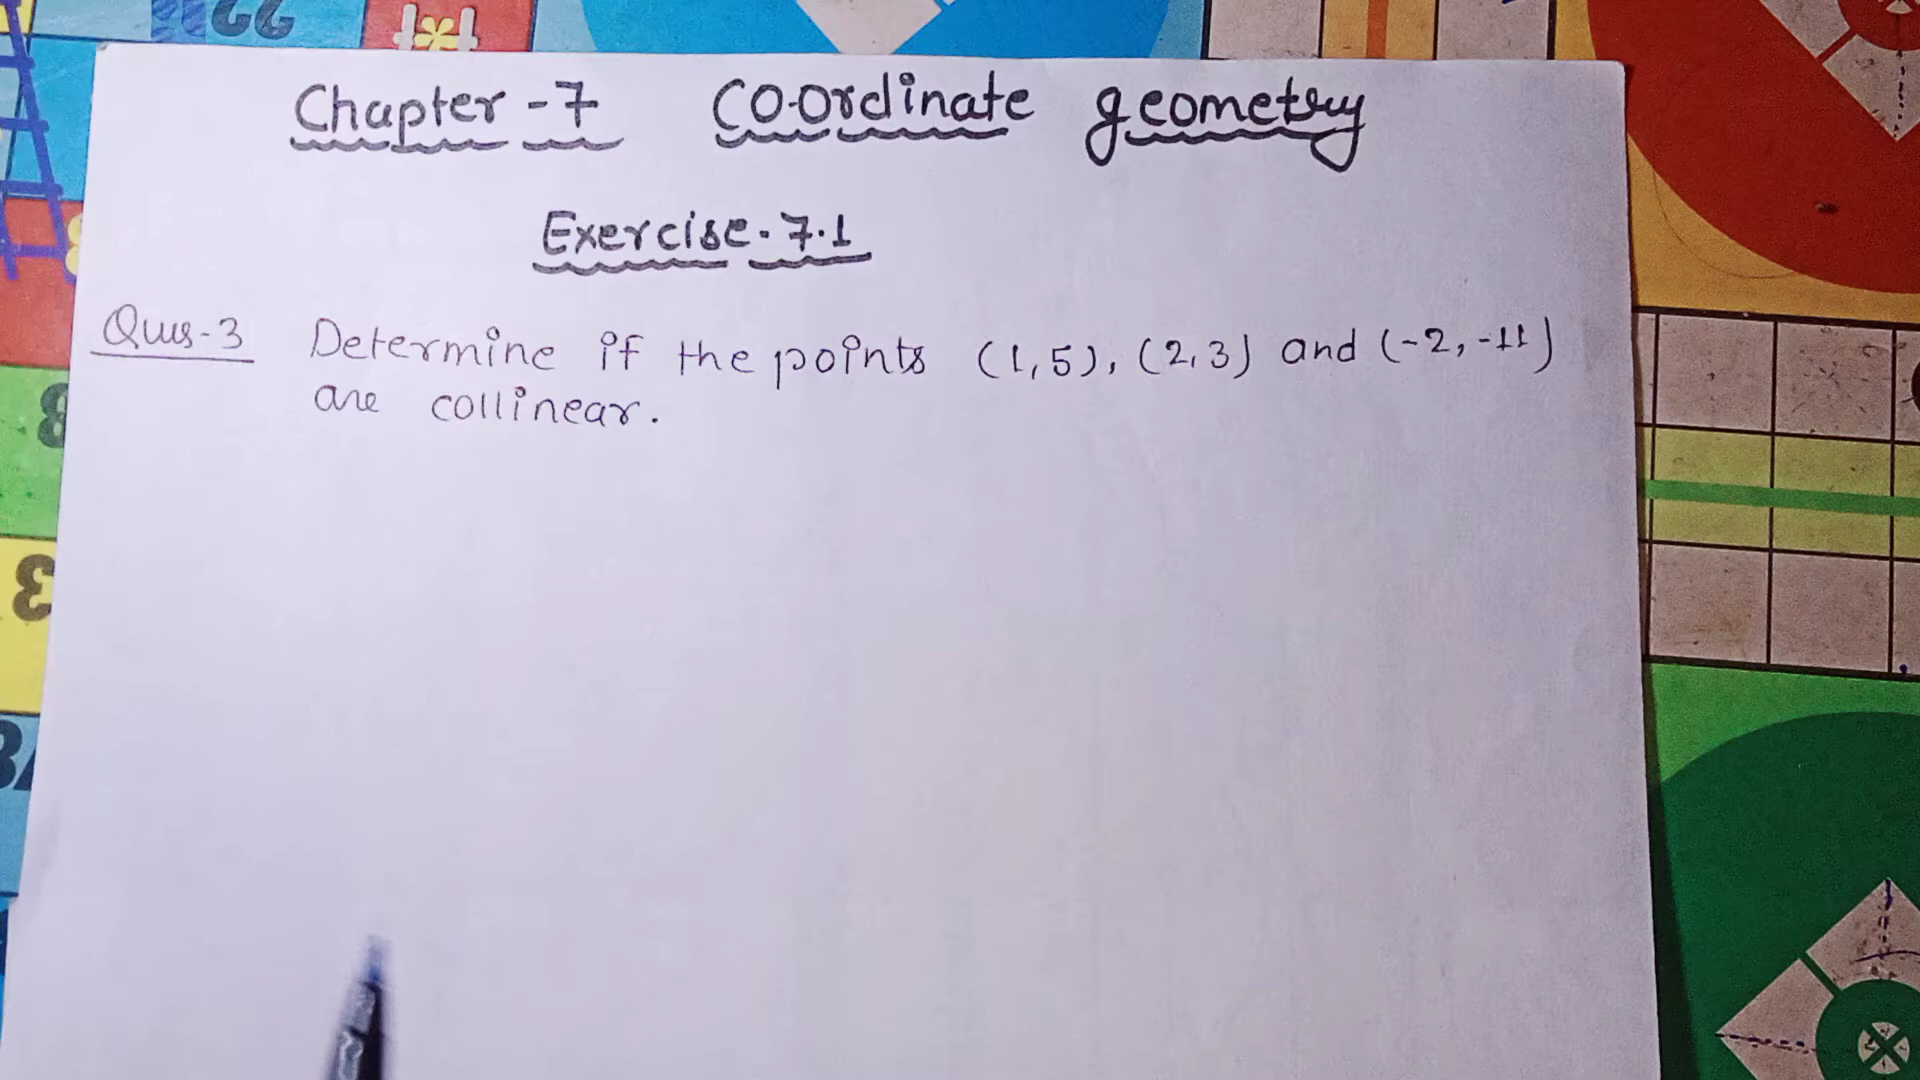 Chapter -7 CO-Ordinate geometry
Exercise-7.1
Qus-3 Determine if the points (1,5), (2,3) and (-2,-11)
are collinear.